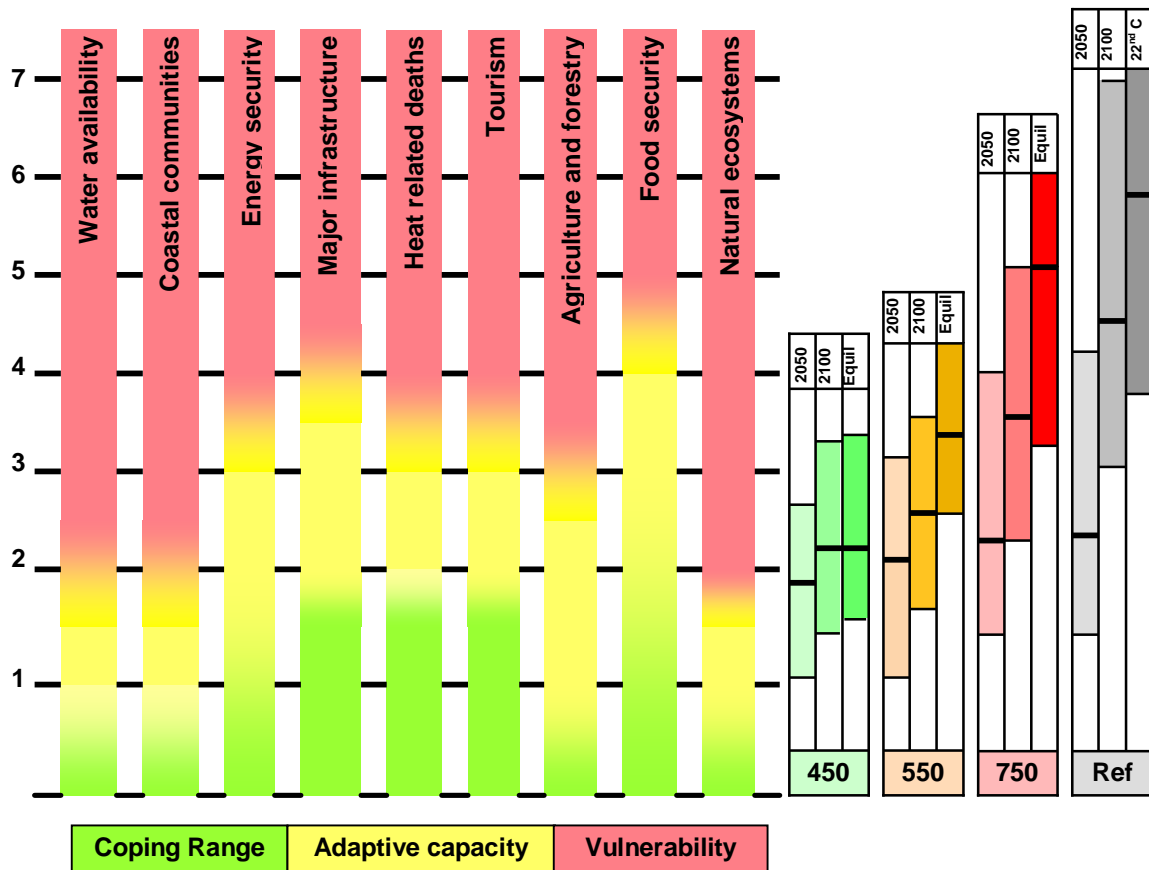 7
6
5
4
3
2
1
Water availability
Coastal communities
Energy security
Major infrastructure
Heat related deaths
Tourism
Agriculture and forestry
Food security
Natural ecosystems
2050
2100
Equil
450
2050
2100
Equil
550
2050
2100
Equil
750
2050
2100
22nd C
Ref
Coping Range
Adaptive capacity
Vulnerability